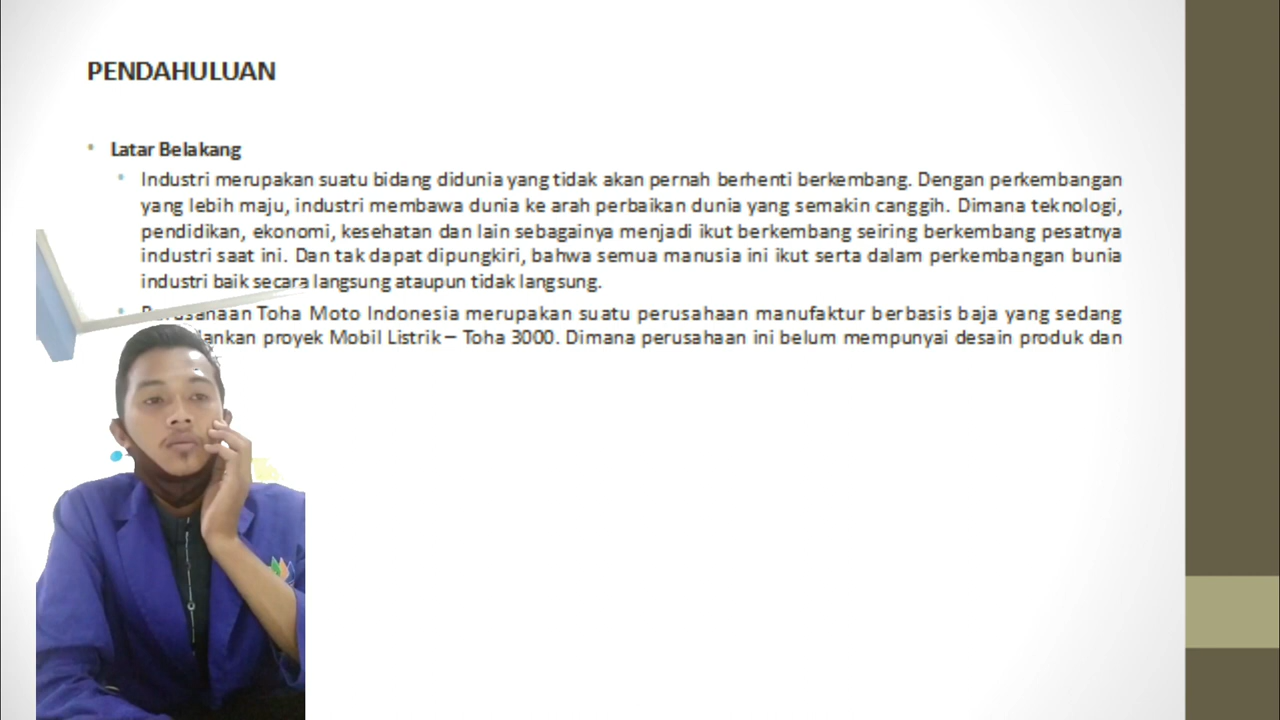 PENDAHULUAN
• Latar Belakang
• Industri merupakan suatu bidang didunia yang tidak akan pernah berhenti berkembang. Dengan perkembangan
yang lebih maju, industri membawa dunia ke arah perbaikan dunia yang semakin canggih. Dimana teknologi,
pendidikan, ekonomi, kesehatan dan lain sebagainya menjadi ikut berkembang seiring berkembang pesatnya
industri saat ini. Dan tak dapat dipungkiri, bahwa semua manusia ini ikut serta dalam perkembangan bunia
industri baik secara langsung ataupun tidak langsung.
• Perusahaan Toha Moto Indonesia merupakan suatu perusahaan manufaktur berbasis baja yang sedang
proyek Mobil Listrik – Toha 3000. Dimana perusahaan ini belum mempunyai desain produk dan